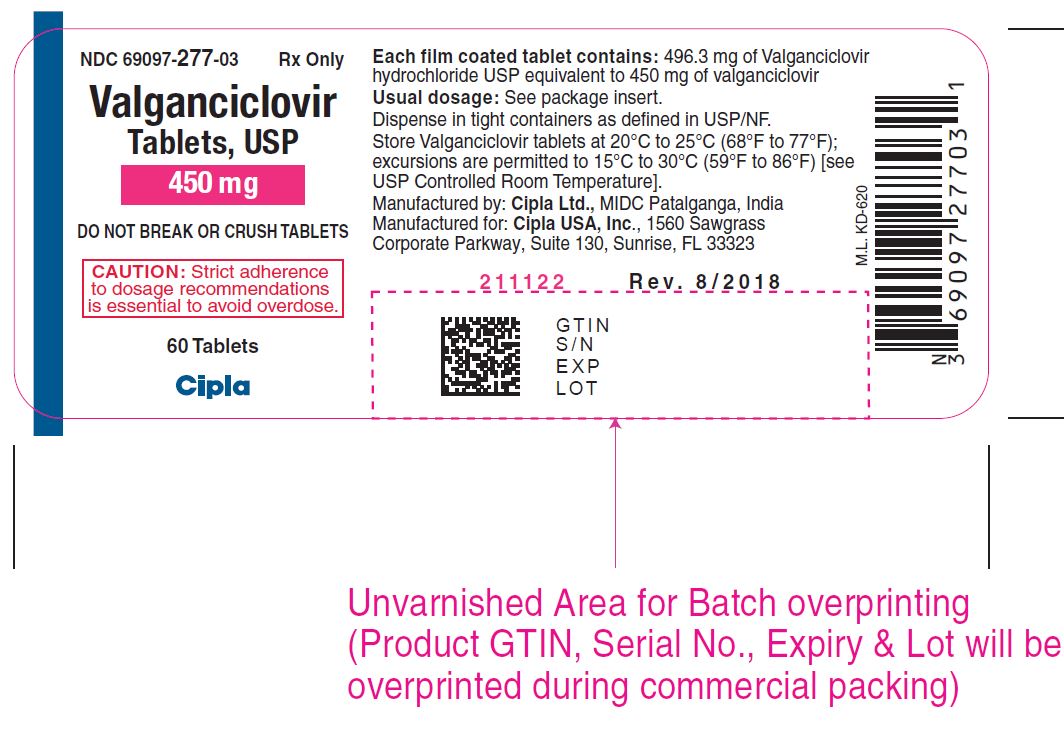 NDC 69097-277-03 Rx Only
Valganciclovir
Tablets, USP
450 mg
DO NOT BREAK OR CRUSH TABLETS
CAUTION: Strict adherence
to dosage recommendations
is essential to avoid overdose.
60 Tablets
Cipla
Each film coated tablet contains: 496.3 mg of Valganciclovir
hydrochloride USP equivalent to 450 mg of valganciclovir
Usual dosage: See package insert.
Dispense in tight containers as defined in USP/NF.
Store Valganciclovir tablets at 20°C to 25°C (68°F to 77°F);
excursions are permitted to 15°C to 30°C (59°F to 86°F) [see
USP Controlled Room Temperature].
Manufactured by: Cipla Ltd., MIDC Patalganga, India
Manufactured for: Cipla USA, Inc., 1560 Sawgrass
Corporate Parkway, Suite 130, Sunrise, FL 33323
211122 Rev. 8/2018
GTIN
S/N
EXP
LOT
M.L. KD-620
N
3 69097 27703 1
Unvarnished Area for Batch overprinting
(Product GTIN, Serial No., Expiry & Lot will be
overprinted during commercial packing)